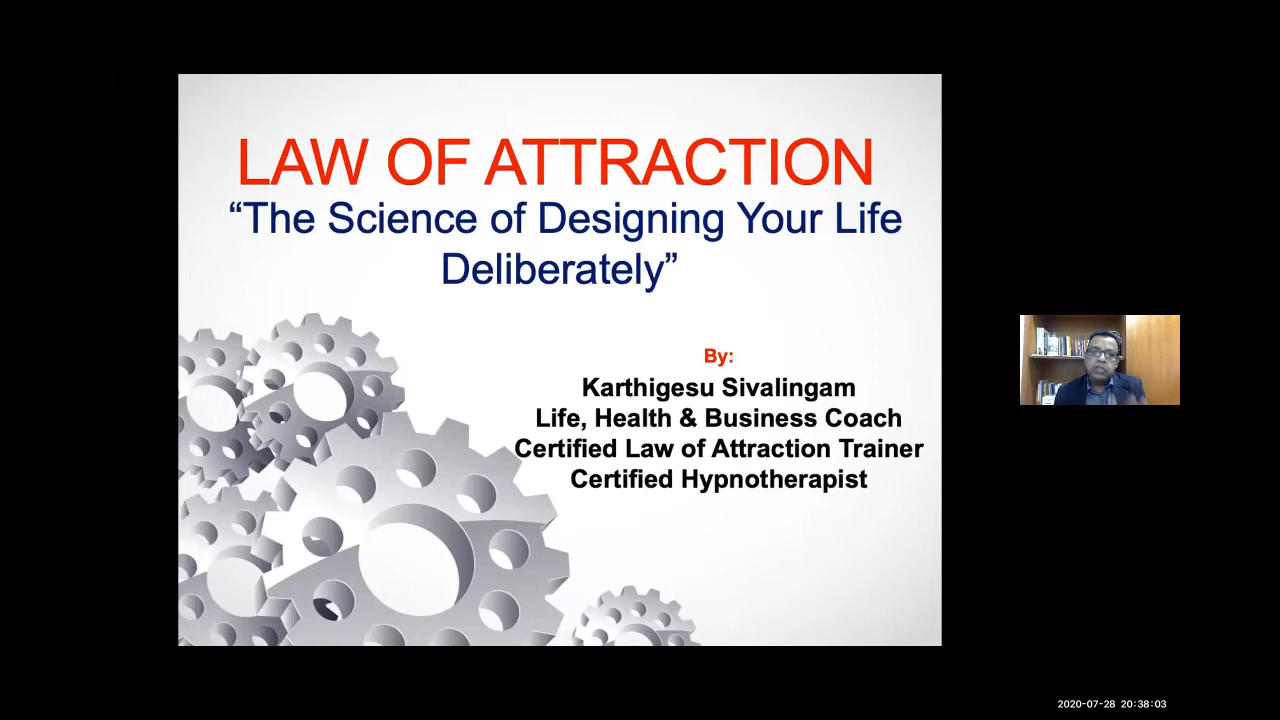 LAW OF ATTRACTION
“The Science of Designing Your Life
Deliberately”
By:
Karthigesu Sivalingam
Life, Health & Business Coach
Certified Law of Attraction Trainer
Certified Hypnotherapist
2020-07-28 20:38:03